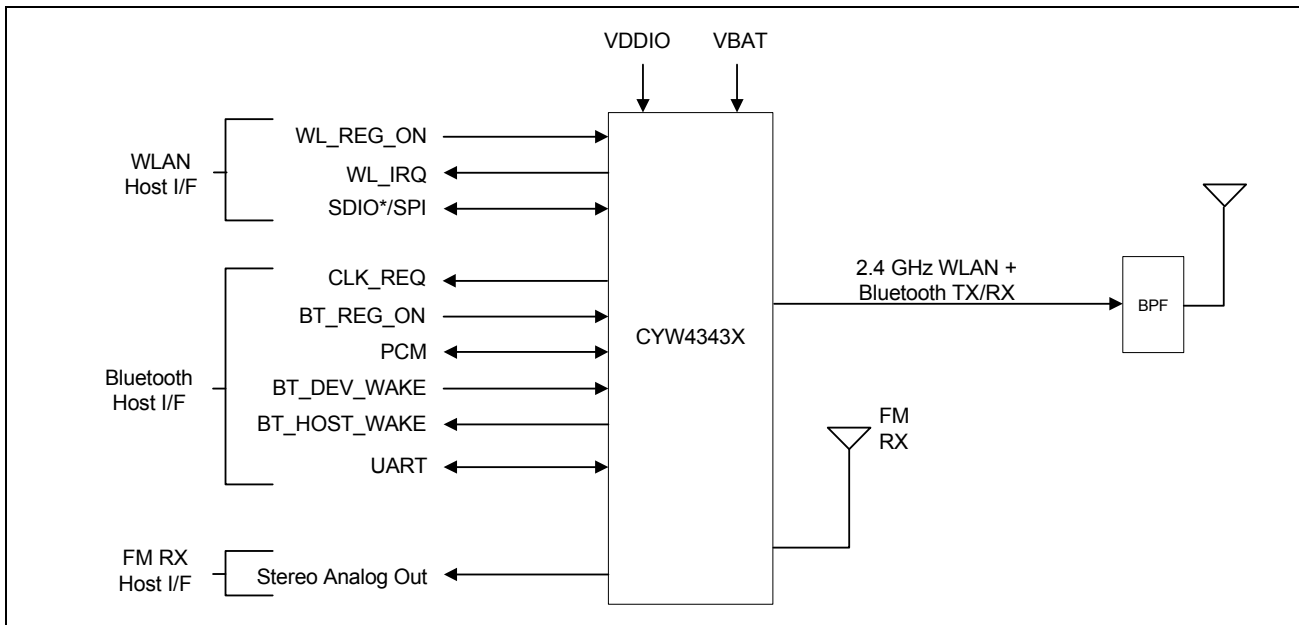 VDDIO
VBAT
WLAN
Host I/F
WL_REG_ON
WL_IRQ
SDIO*/SPI
Bluetooth
Host I/F
CLK_REQ
BT_REG_ON
PCM
BT_DEV_WAKE
BT_HOST_WAKE
UART
FM RX
Host I/F
Stereo Analog Out
CYW4343X
2.4 GHz WLAN +
Bluetooth TX/RX
BPF
FM
RX